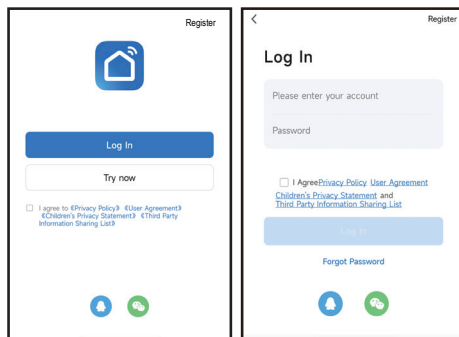 Register
Log In
Try now
I agree to 《Privacy Policy》 《User Agreement》
《Children's Privacy Statement》 《Third Party
Information Sharing List》
Register
Log In
Please enter your account
Password
I AgreePrivacy Policy User Agreement
Children's Privacy Statement and
Third Party Information Sharing List
Log In
Forgot Password